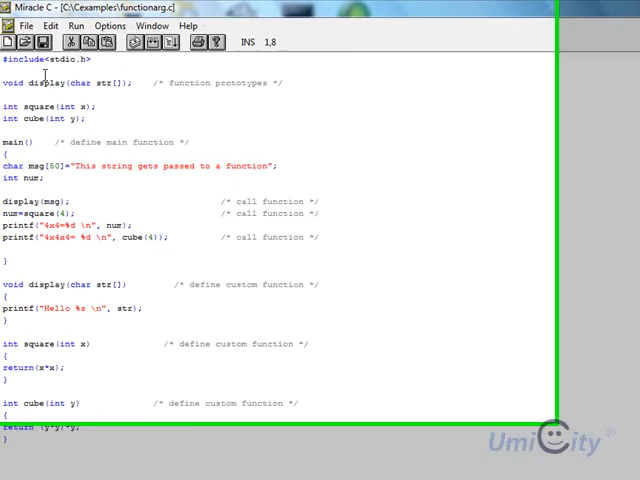 Miracle C - [C:\Cexamples\functionarg.c]
File Edit Run Options Window Help
INS 1,8
#include<stdio.h>
void display(char str[]); /* function prototypes */
int square(int x);
int cube(int y);
main() /* define main function */
{
char msg[50]="This string gets passed to a function";
int num;
display(msg); /* call function */
num=square(4); /* call function */
printf("4x4=%d \n", num);
printf("4x4x4= %d \n", cube(4)); /* call function */
}
void display(char str[]) /* define custom function */
{
printf("Hello %s \n", str);
}
int square(int x) /* define custom function */
{
return(x*x);
}
int cube(int y) /* define custom function */
{
return (y*y)*y;
}
UmiCity